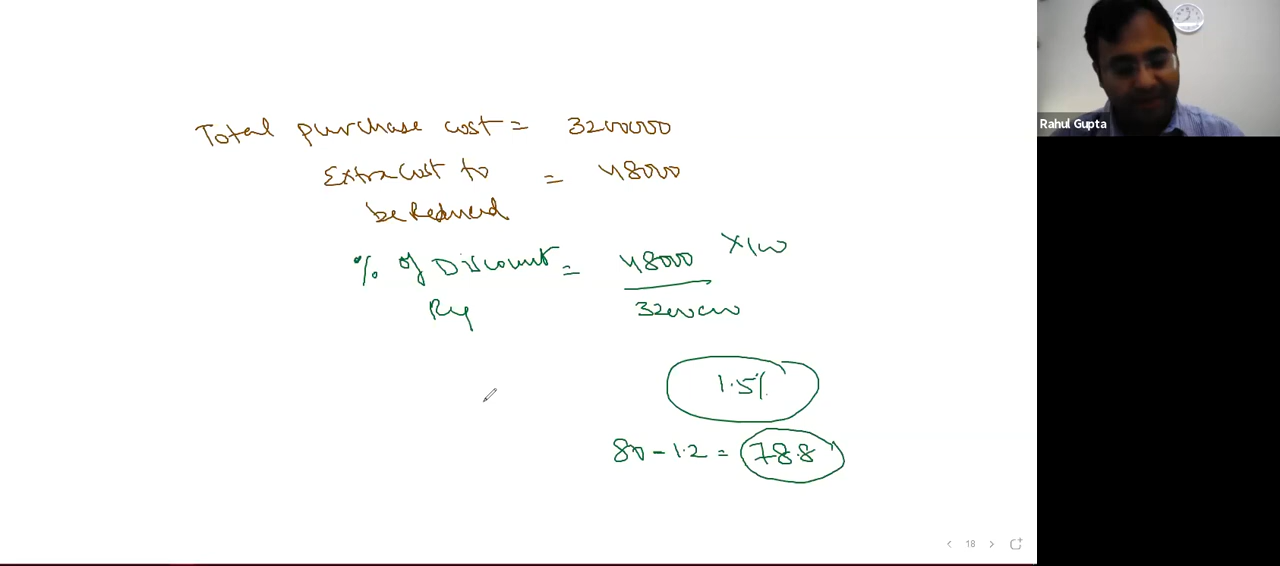 Total purchase cost = 3200000
Extra cost to = 48000
be Reduced
% of Discount = 48000 X100
Req 3200000
1.5%
80 - 1.2 = 78.8
Rahul Gupta
18